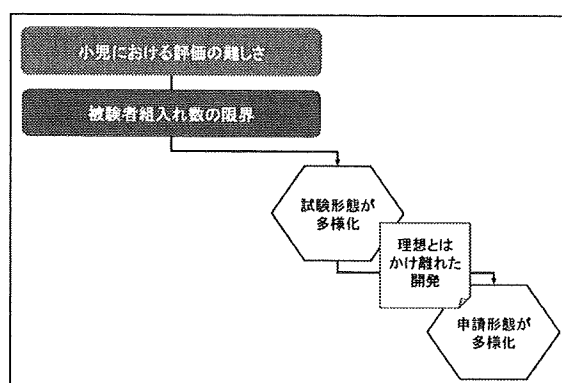 小児における評価の難しさ
被験者組入れ数の限界
試験形態が
多様化
理想とは
かけ離れた
開発
申請形態が
多様化